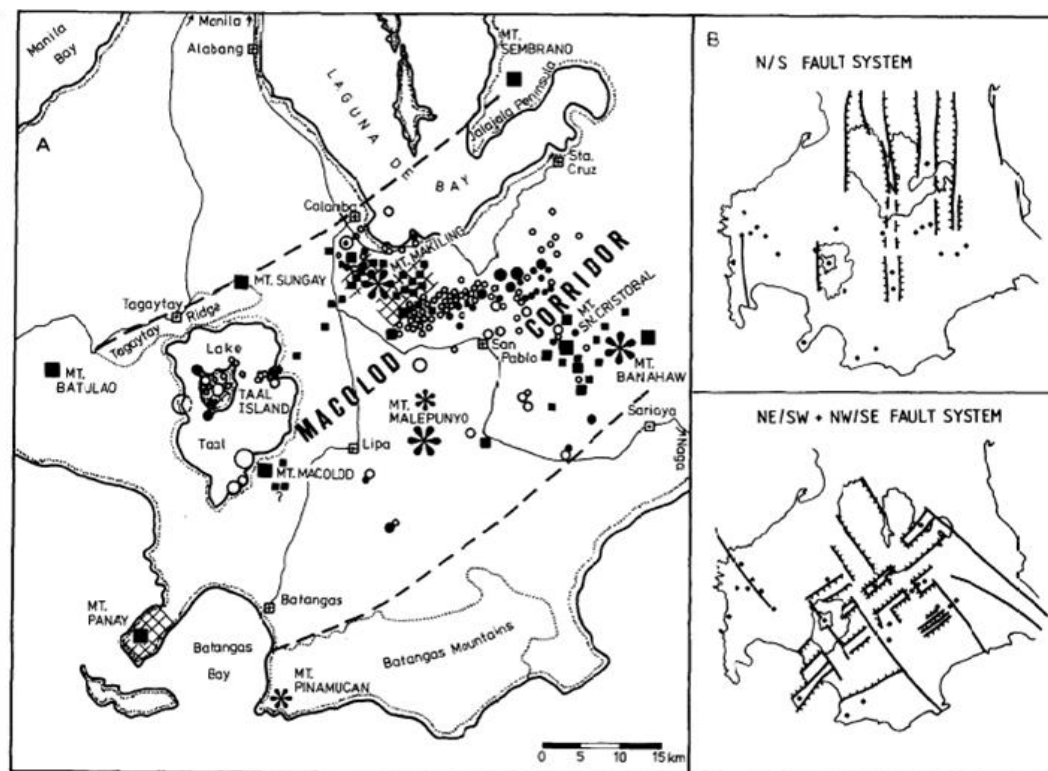 A
Manila
Bay
↑ Manila ↑
Alabang
LAGUNA DE
BAY
MT.
SEMBRANO
Jalajala Peninsula
Sta.
Cruz
Calamba
MT. MAKILING
MT. SUNGAY
Tagaytay
Ridge
Tagaytay
MACOLOD
CORRIDOR
MT.
SN.CRISTOBAL
San
Pablo
MT.
BANAHAW
MT.
BATULAO
Lake
TAAL
ISLAND
Taal
MT.
MALEPUNYO
Sariaya
Naga
Lipa
MT. MACOLOD
?
Batangas
MT.
PANAY
Batangas
Bay
Batangas Mountains
MT.
PINAMUCAN
0 5 10 15 km
B
N/S FAULT SYSTEM
NE/SW + NW/SE FAULT SYSTEM